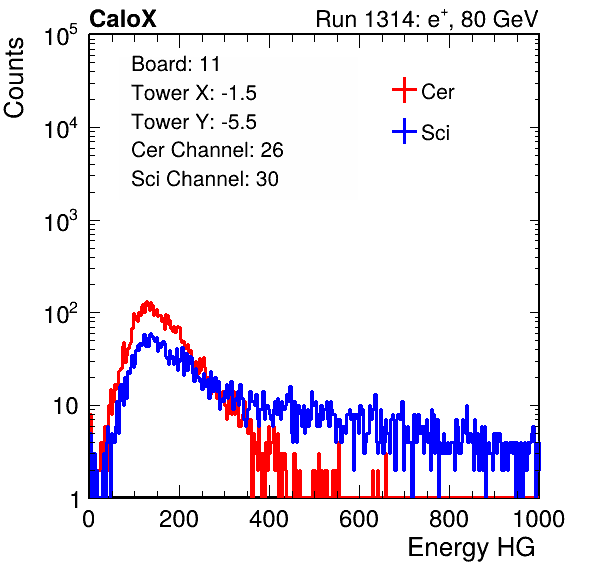 CaloX Run 1314: e⁺, 80 GeV
Counts
Board: 11
Tower X: -1.5
Tower Y: -5.5
Cer Channel: 26
Sci Channel: 30
Cer
Sci
10⁵
10⁴
10³
10²
10
1
0 200 400 600 800 1000
Energy HG